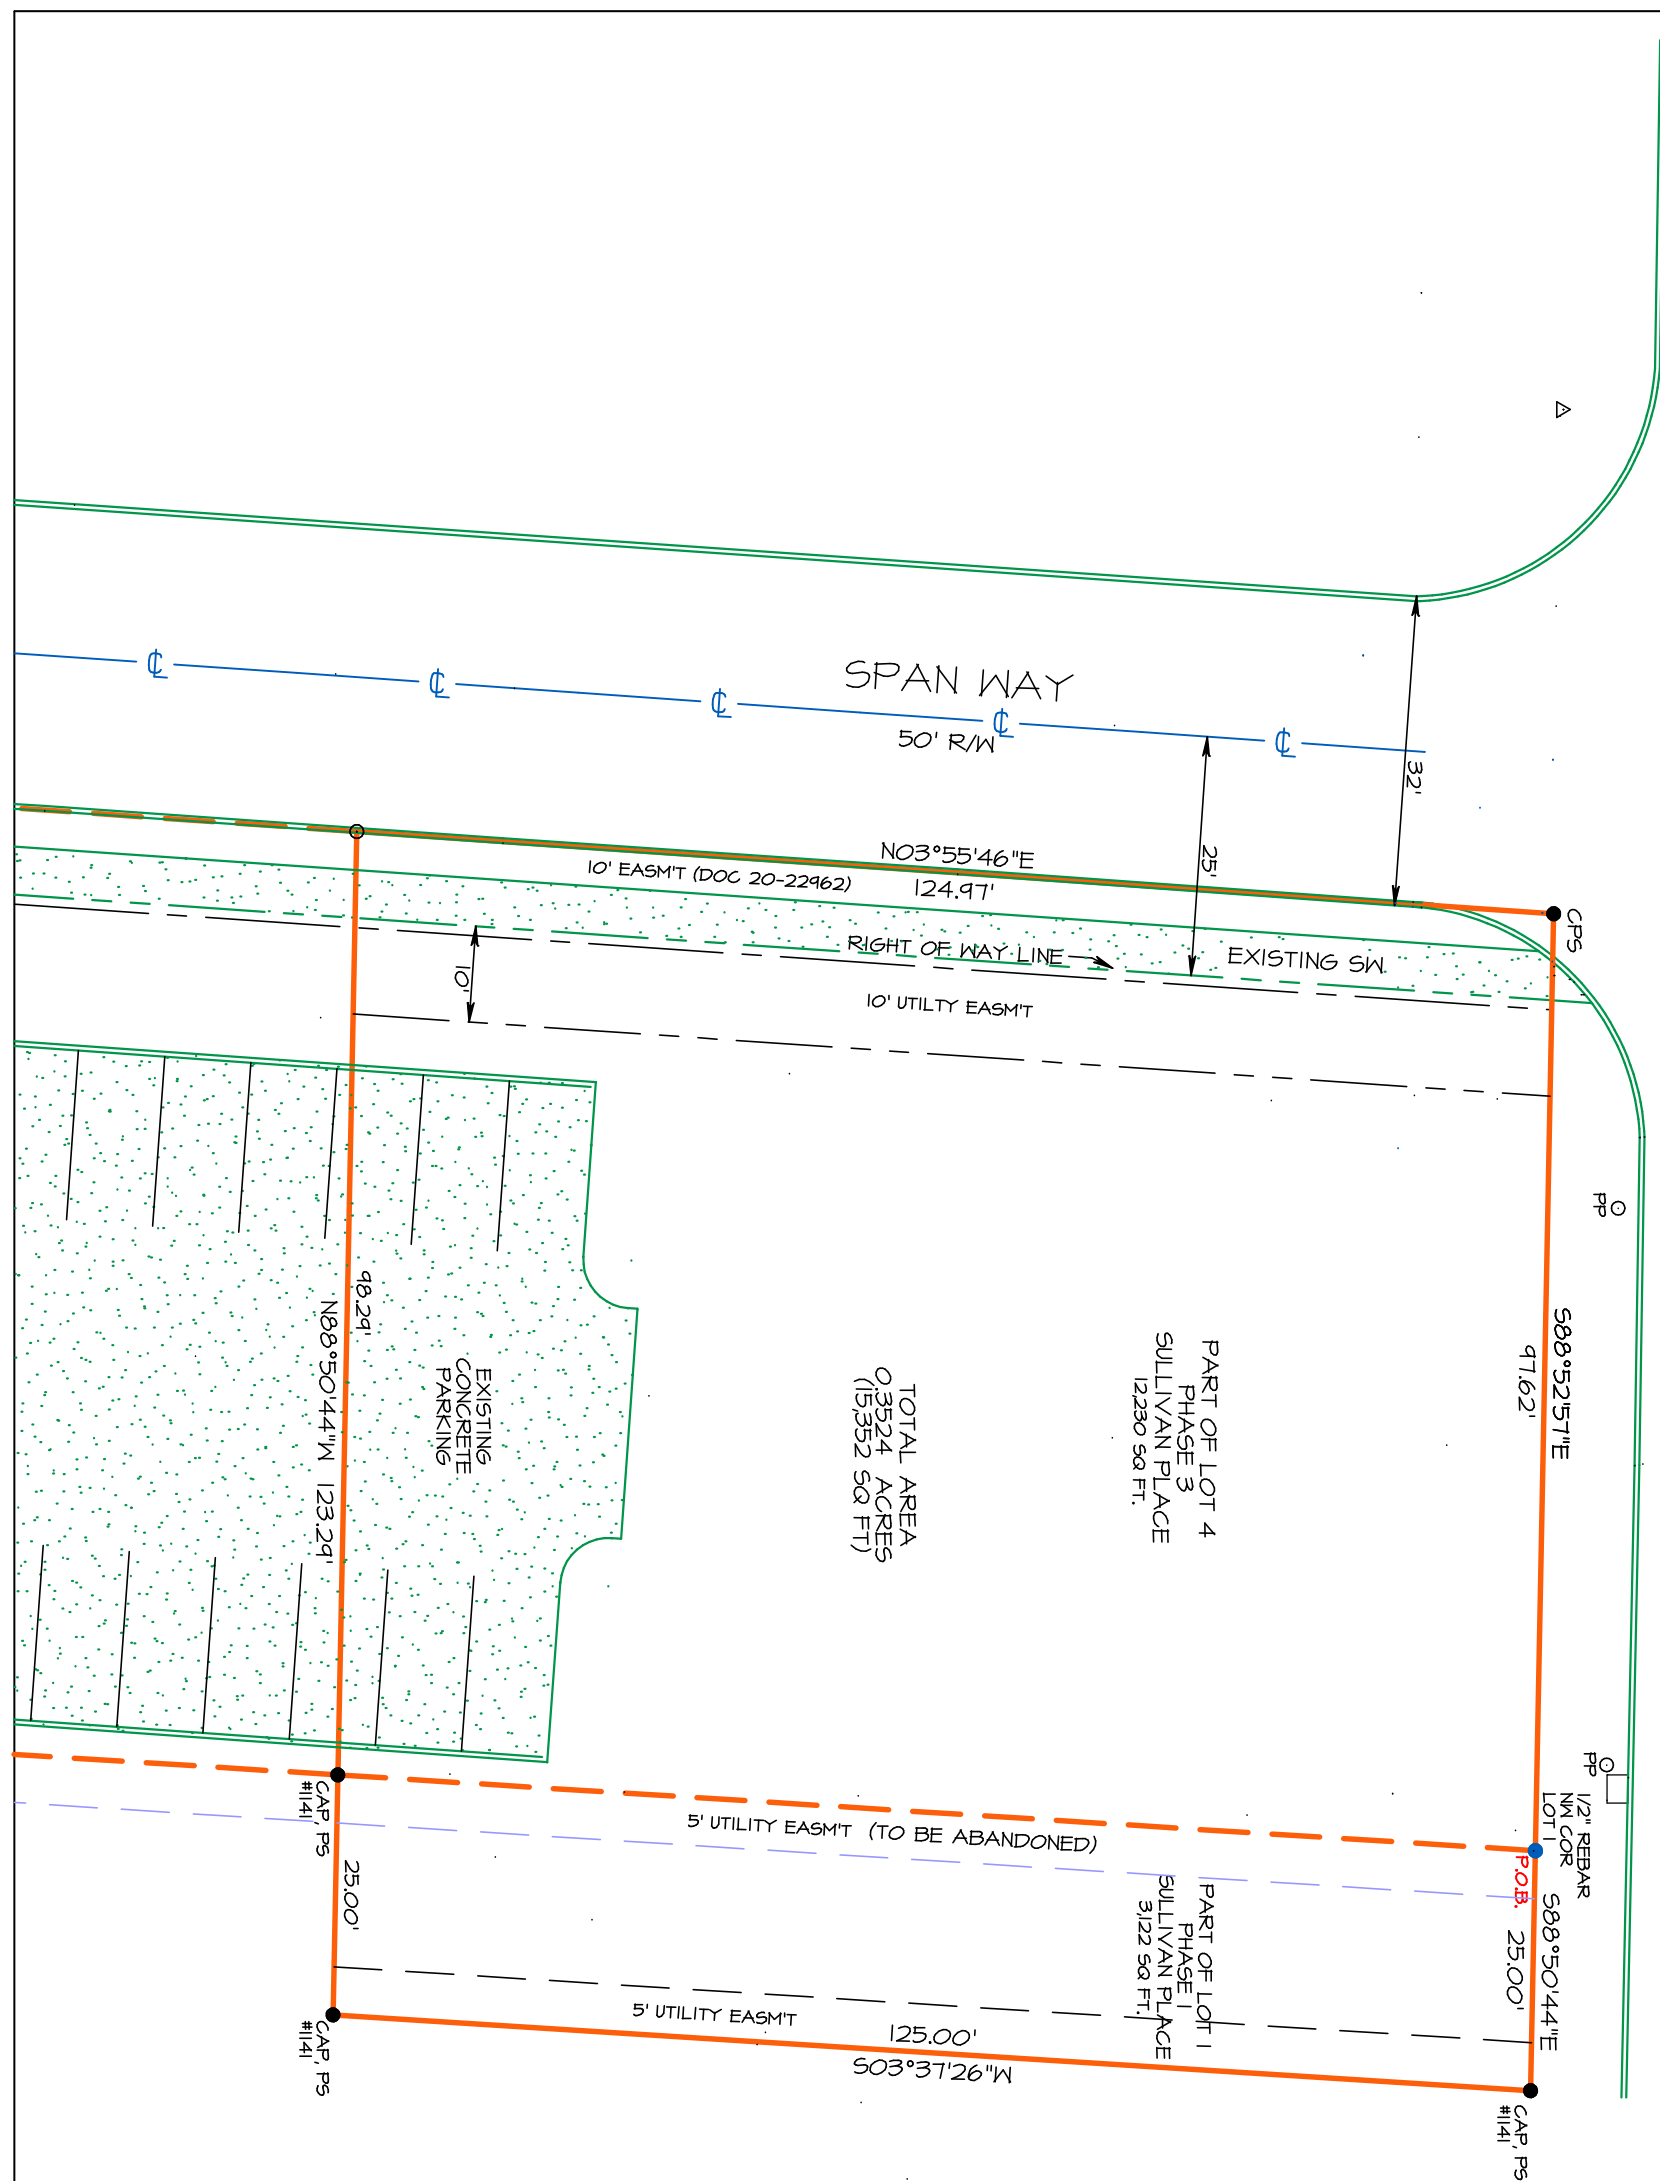 SPAN WAY
50' R/W
32'
25'
N03°55'46"E
124.97'
10' EASM'T (DOC 20-22962)
CPS
RIGHT OF WAY LINE
EXISTING SW
10'
10' UTILTY EASM'T
PP
S88°52'57"E
97.62'
98.29'
N88°50'44"W 123.29'
EXISTING
CONCRETE
PARKING
TOTAL AREA
0.3524 ACRES
(15,352 SQ FT)
PART OF LOT 4
PHASE 3
SULLIVAN PLACE
12,230 SQ FT.
PP
1/2" REBAR
NW COR
LOT 1
P.O.B.
CAP, PS
#1141
5' UTILITY EASM'T (TO BE ABANDONED)
25.00'
S88°50'44"E
25.00'
PART OF LOT 1
PHASE 1
SULLIVAN PLACE
3,122 SQ FT.
5' UTILITY EASM'T
125.00'
S03°37'26"W
CAP, PS
#1141
CAP, PS
#1141